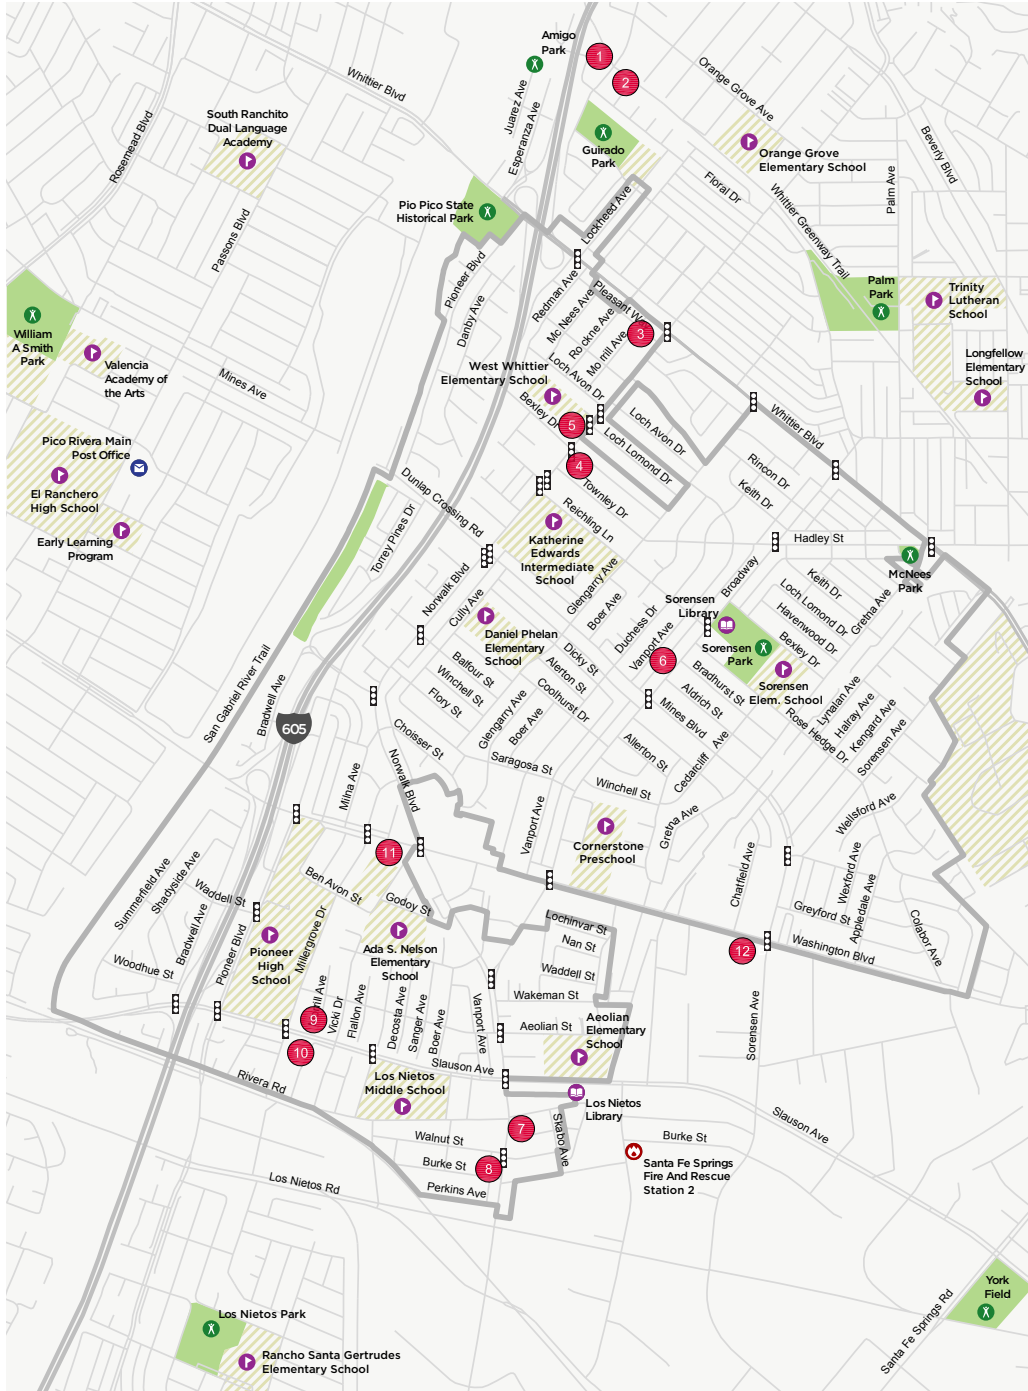 Amigo
Park
1
2
Whittier Blvd
Orange Grove Ave
Juarez Ave
Esperanza Ave
Rosemead Blvd
South Ranchito
Dual Language
Academy
Guirado
Park
Orange Grove
Elementary School
Beverly Blvd
Palm Ave
Floral Dr
Whittier Greenway Trail
Pio Pico State
Historical Park
Lockheed Ave
Passons Blvd
Pioneer Blvd
Danby Ave
Redman Ave
Mc Nees Ave
Rockne Ave
Morrill Ave
3
Palm
Park
Trinity
Lutheran
School
William
A Smith
Park
Valencia
Academy of
the Arts
Mines Ave
Longfellow
Elementary
School
West Whittier
Elementary School
Loch Avon Dr
Bexley Dr
5
Loch Avon Dr
Loch Lomond Dr
Whittier Blvd
Pico Rivera Main
Post Office
El Ranchero
High School
Early Learning
Program
4
Townley Dr
Reichling Ln
Rincon Dr
Keith Dr
Dunlap Crossing Rd
Torrey Pines Dr
Katherine
Edwards
Intermediate
School
Hadley St
McNees
Park
Norwalk Blvd
Cully Ave
Glengarry Ave
Boer Ave
Broadway
Keith Dr
Loch Lomond Dr
Havenwood Dr
Bexley Dr
Gretna Ave
Sorensen
Library
Daniel Phelan
Elementary
School
Duchess Dr
Vanport Ave
6
Sorensen
Park
Sorensen
Elem. School
San Gabriel River Trail
Bradwell Ave
605
Balfour St
Winchell St
Flory St
Dicky St
Alerton St
Coolhurst Dr
Glengarry Ave
Boer Ave
Bradhurst St
Aldrich St
Mines Blvd
Rose Hedge Dr
Lynalan Ave
Halray Ave
Kengard Ave
Sorensen Ave
Choisser St
Saragosa St
Allerton St
Cedarcliff Ave
Winchell St
Norwalk Blvd
Milna Ave
Vanport Ave
Gretna Ave
Wellsford Ave
Cornerstone
Preschool
11
Summerfield Ave
Shadyside Ave
Waddell St
Ben Avon St
Godoy St
Chatfield Ave
Wexford Ave
Appledale Ave
Greyford St
Colabor Ave
Washington Blvd
12
Bradwell Ave
Pioneer Blvd
Woodhue St
Pioneer
High
School
Millergrove Dr
Ada S. Nelson
Elementary
School
Lochinvar St
Nan St
Waddell St
Wakeman St
Aeolian St
Aeolian
Elementary
School
9
Vicki Dr
Flallon Ave
Decosta Ave
Sanger Ave
Boer Ave
Vanport Ave
Sorensen Ave
10
Slauson Ave
Rivera Rd
Los Nietos
Middle School
Los Nietos
Library
7
Skabo Ave
Slauson Ave
Walnut St
Burke St
8
Perkins Ave
Burke St
Santa Fe Springs
Fire And Rescue
Station 2
Los Nietos Rd
York
Field
Santa Fe Springs Rd
Los Nietos Park
Rancho Santa Gertrudes
Elementary School